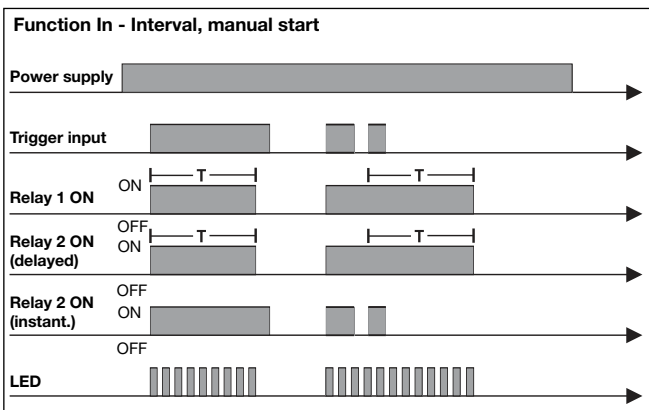 Function In - Interval, manual start
Power supply
Trigger input
T
T
ON
Relay 1 ON
OFF
T
T
Relay 2 ON
ON
(delayed)
OFF
Relay 2 ON
ON
(instant.)
OFF
LED